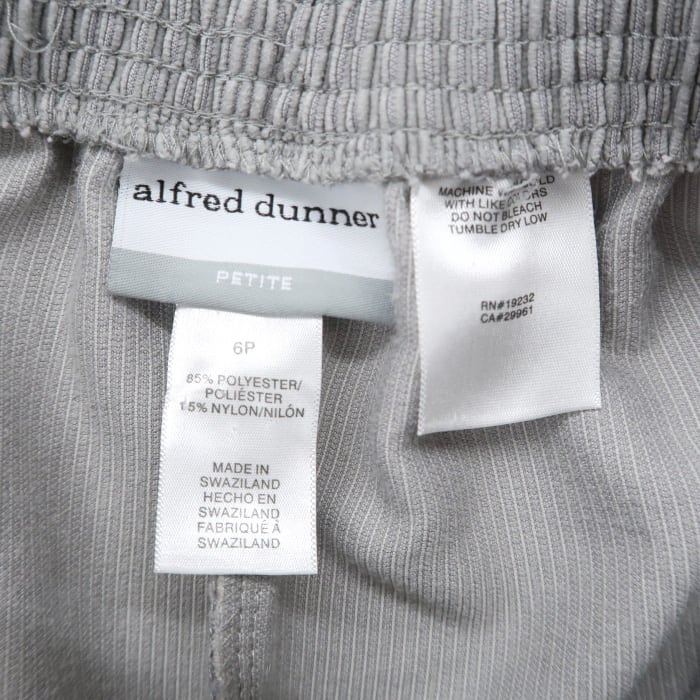 alfred dunner
PETITE
6P
85% POLYESTER/
POLIÉSTER
15% NYLON/NILÓN
MADE IN
SWAZILAND
HECHO EN
SWAZILAND
FABRIQUÉ À
SWAZILAND
MACHINE
WITH LIKE COLORS
DO NOT BLEACH
TUMBLE DRY LOW
RN#19232
CA#29961